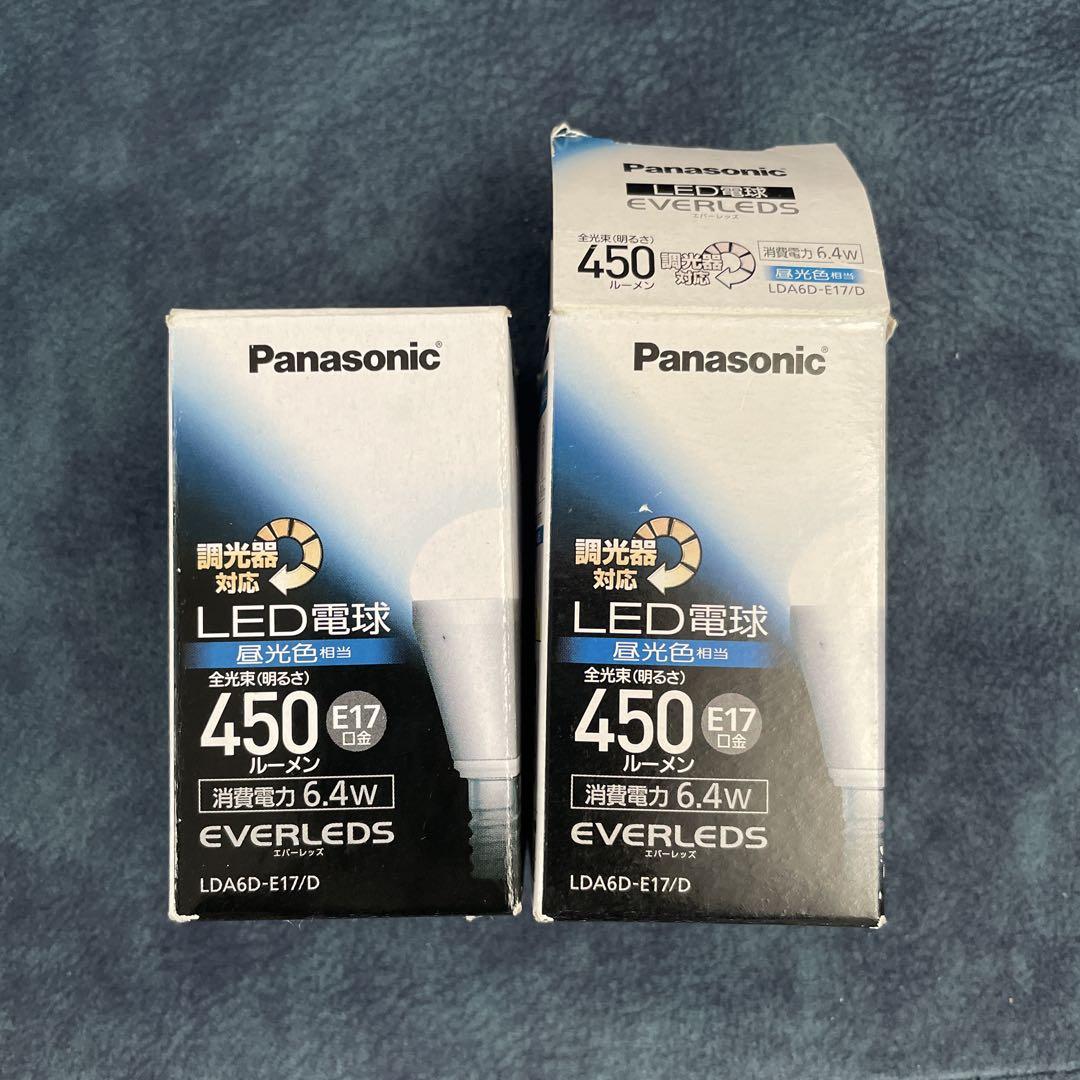 Panasonic®
調光器
対応
LED電球
昼光色相当
全光束(明るさ)
450
ルーメン
E17
口金
消費電力 6.4W
EVERLEDS
エバーレッズ
LDA6D-E17/D
Panasonic
LED電球
EVERLEDS
エバーレッズ
全光束(明るさ)
450
ルーメン
調光器
対応
消費電力 6.4W
昼光色相当
LDA6D-E17/D
Panasonic®
調光器
対応
LED電球
昼光色相当
全光束(明るさ)
450
ルーメン
E17
口金
消費電力 6.4W
EVERLEDS
エバーレッズ
LDA6D-E17/D